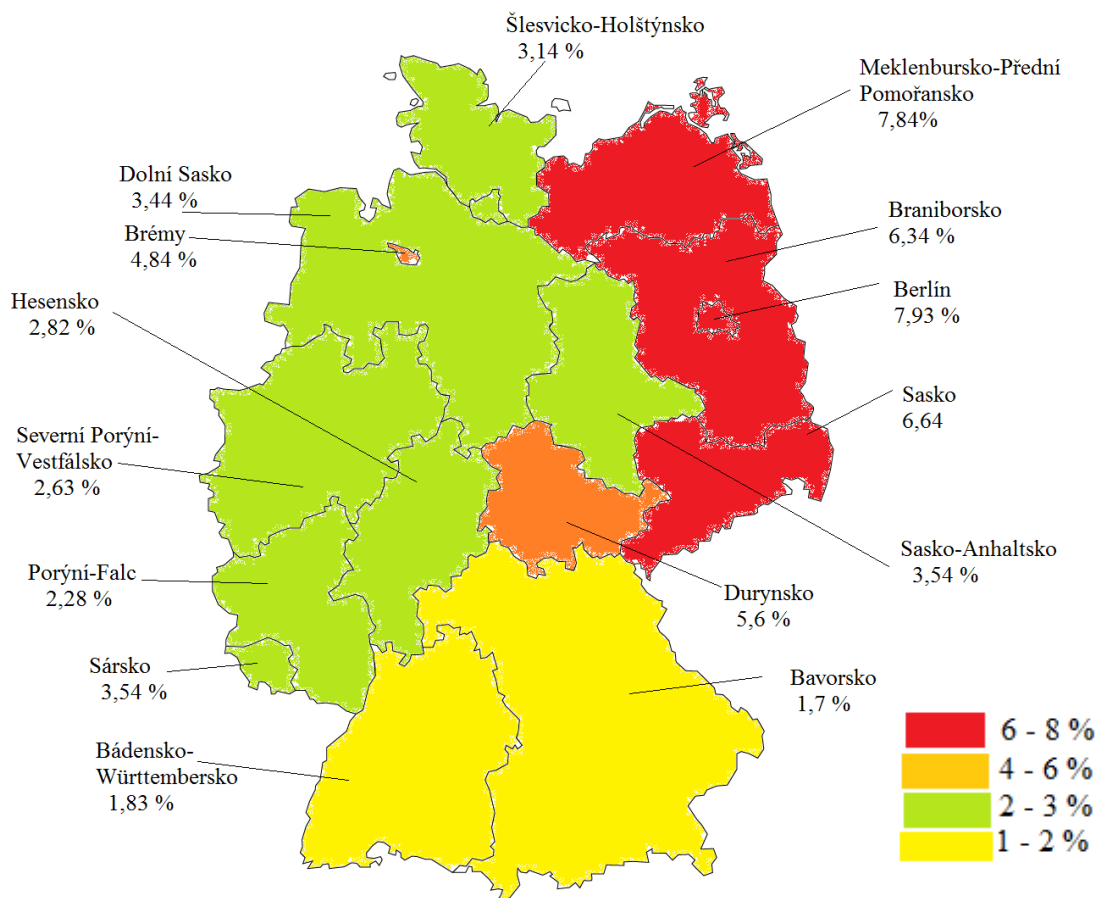 Šlesvicko-Holštýnsko
3,14 %
Meklenbursko-Přední
Pomořansko
7,84%
Dolní Sasko
3,44 %
Braniborsko
6,34 %
Brémy
4,84 %
Berlín
7,93 %
Hesensko
2,82 %
Sasko
6,64
Severní Porýní-
Vestfálsko
2,63 %
Sasko-Anhaltsko
3,54 %
Porýní-Falc
2,28 %
Durynsko
5,6 %
Sársko
3,54 %
Bavorsko
1,7 %
Bádensko-
Württembersko
1,83 %
6 - 8 %
4 - 6 %
2 - 3 %
1 - 2 %